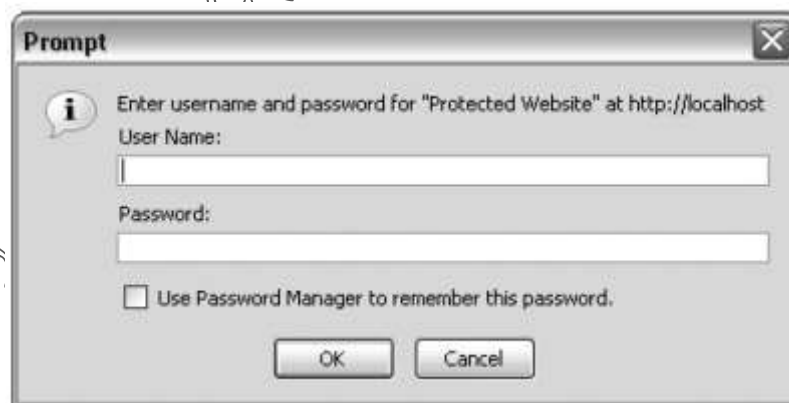 Prompt
Enter username and password for "Protected Website" at http://localhost
User Name:
Password:
Use Password Manager to remember this password.
OK
Cancel